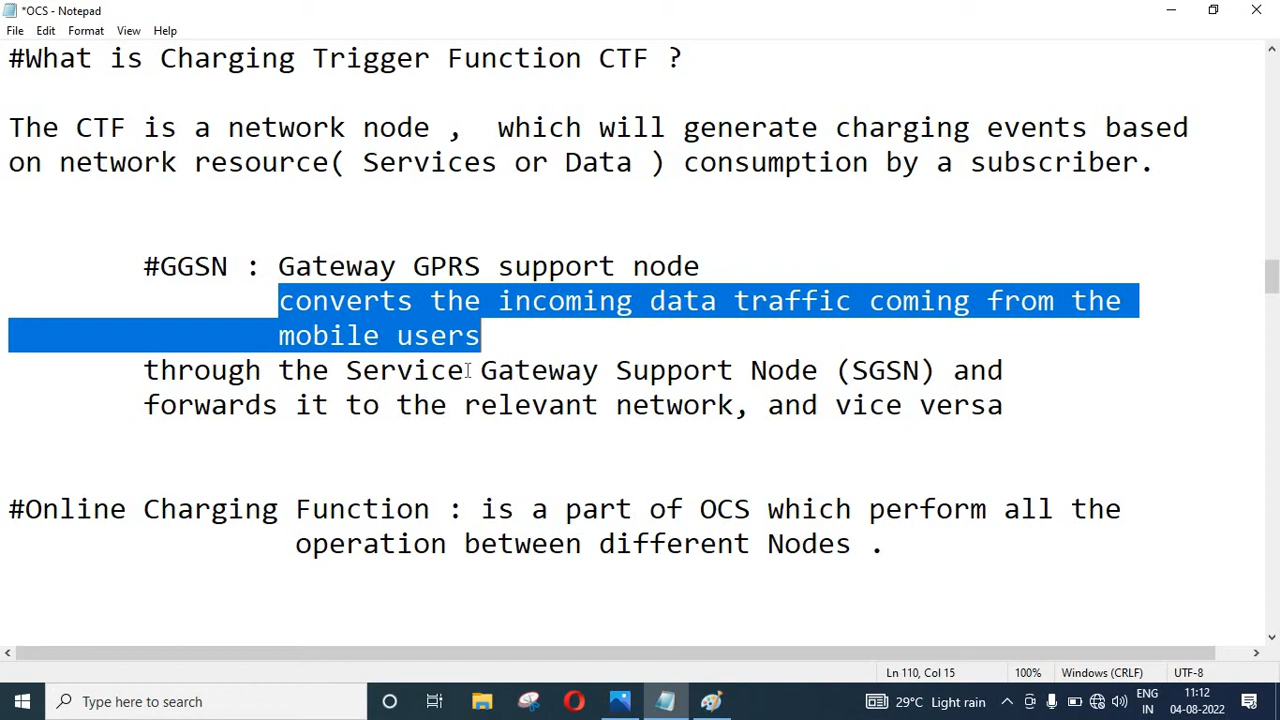 *OCS - Notepad
File Edit Format View Help
#What is Charging Trigger Function CTF ?
The CTF is a network node ,  which will generate charging events based
on network resource( Services or Data ) consumption by a subscriber.
#GGSN : Gateway GPRS support node
converts the incoming data traffic coming from the
mobile users
through the Service Gateway Support Node (SGSN) and
forwards it to the relevant network, and vice versa
#Online Charging Function : is a part of OCS which perform all the
operation between different Nodes .
Ln 110, Col 15 100% Windows (CRLF) UTF-8
Type here to search 29°C Light rain ENG IN 11:12 04-08-2022